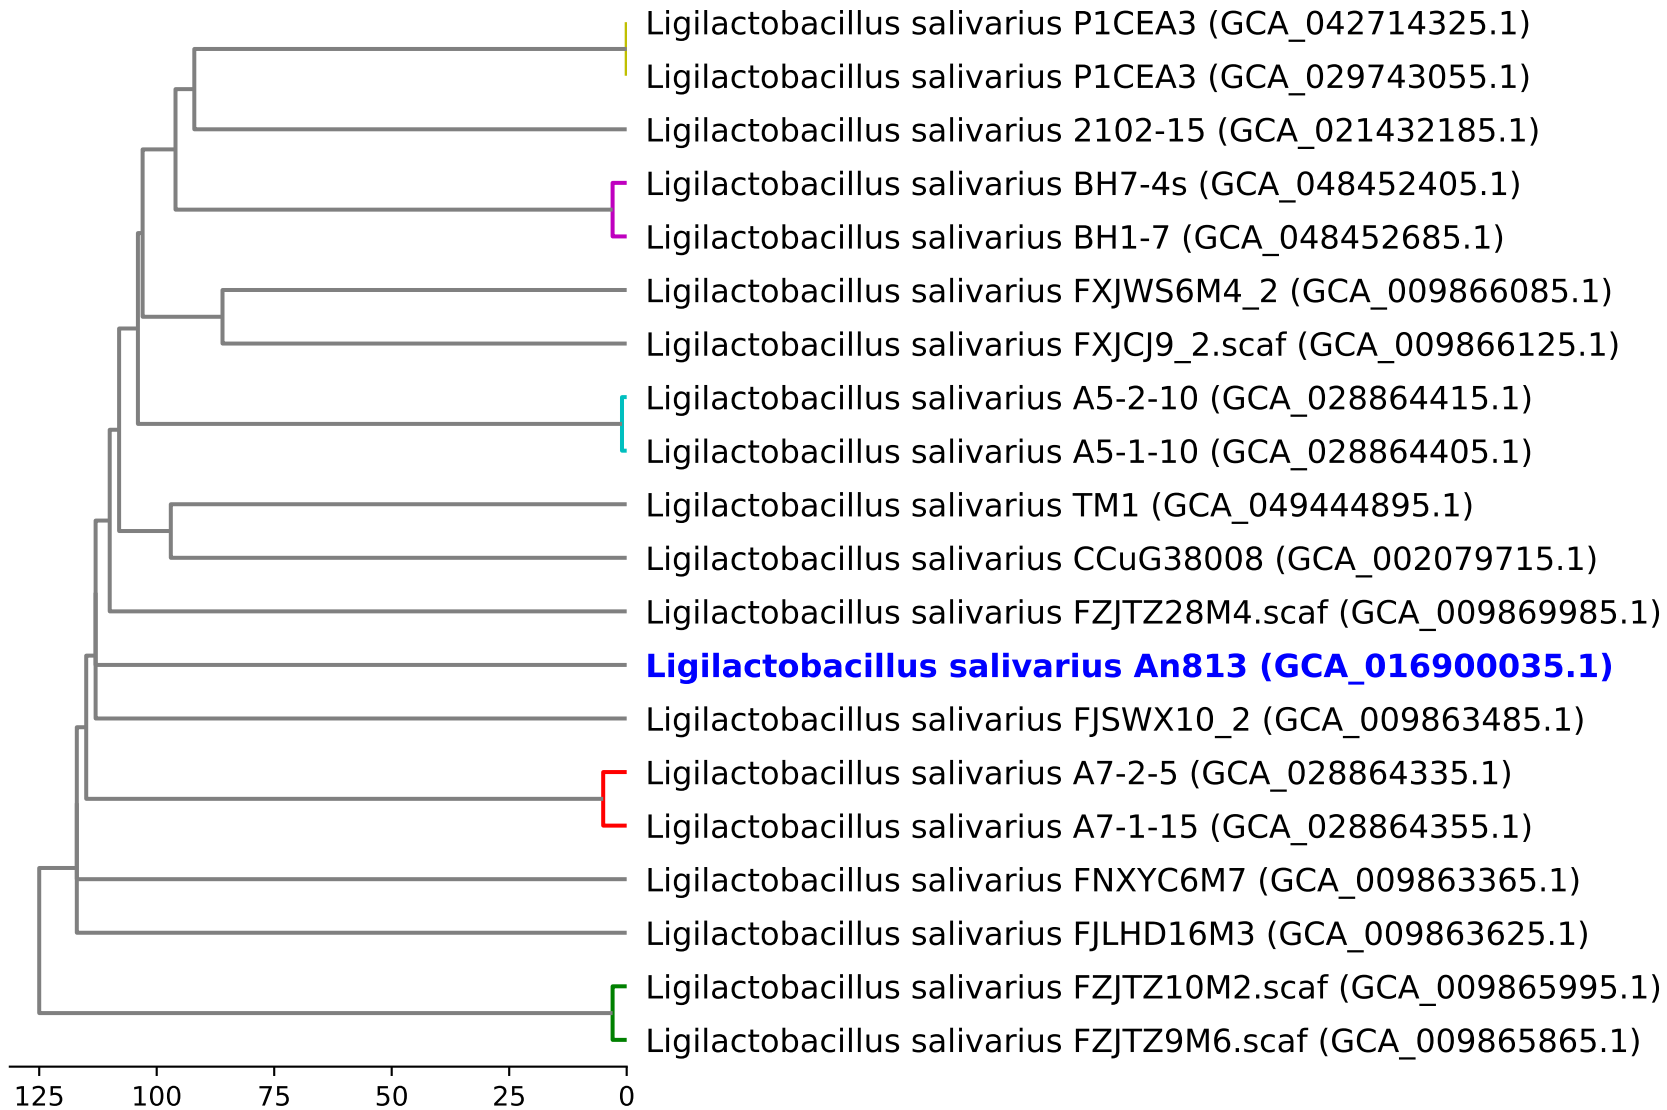 Ligilactobacillus salivarius P1CEA3 (GCA_042714325.1)
Ligilactobacillus salivarius P1CEA3 (GCA_029743055.1)
Ligilactobacillus salivarius 2102-15 (GCA_021432185.1)
Ligilactobacillus salivarius BH7-4s (GCA_048452405.1)
Ligilactobacillus salivarius BH1-7 (GCA_048452685.1)
Ligilactobacillus salivarius FXJWS6M4_2 (GCA_009866085.1)
Ligilactobacillus salivarius FXJCJ9_2.scaf (GCA_009866125.1)
Ligilactobacillus salivarius A5-2-10 (GCA_028864415.1)
Ligilactobacillus salivarius A5-1-10 (GCA_028864405.1)
Ligilactobacillus salivarius TM1 (GCA_049444895.1)
Ligilactobacillus salivarius CCuG38008 (GCA_002079715.1)
Ligilactobacillus salivarius FZJTZ28M4.scaf (GCA_009869985.1)
Ligilactobacillus salivarius An813 (GCA_016900035.1)
Ligilactobacillus salivarius FJSWX10_2 (GCA_009863485.1)
Ligilactobacillus salivarius A7-2-5 (GCA_028864335.1)
Ligilactobacillus salivarius A7-1-15 (GCA_028864355.1)
Ligilactobacillus salivarius FNXYC6M7 (GCA_009863365.1)
Ligilactobacillus salivarius FJLHD16M3 (GCA_009863625.1)
Ligilactobacillus salivarius FZJTZ10M2.scaf (GCA_009865995.1)
Ligilactobacillus salivarius FZJTZ9M6.scaf (GCA_009865865.1)
125 100 75 50 25 0